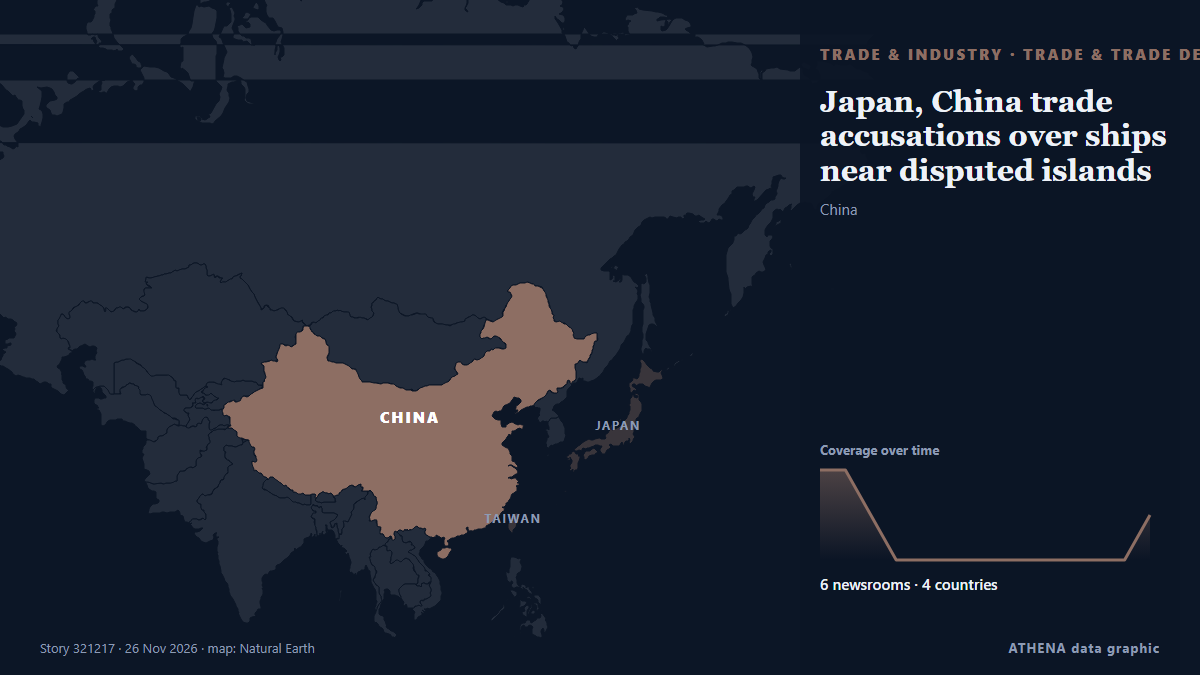 TRADE & INDUSTRY · TRADE & TRADE DE
Japan, China trade
accusations over ships
near disputed islands
China
CHINA
JAPAN
TAIWAN
Coverage over time
6 newsrooms · 4 countries
Story 321217 · 26 Nov 2026 · map: Natural Earth
ATHENA data graphic